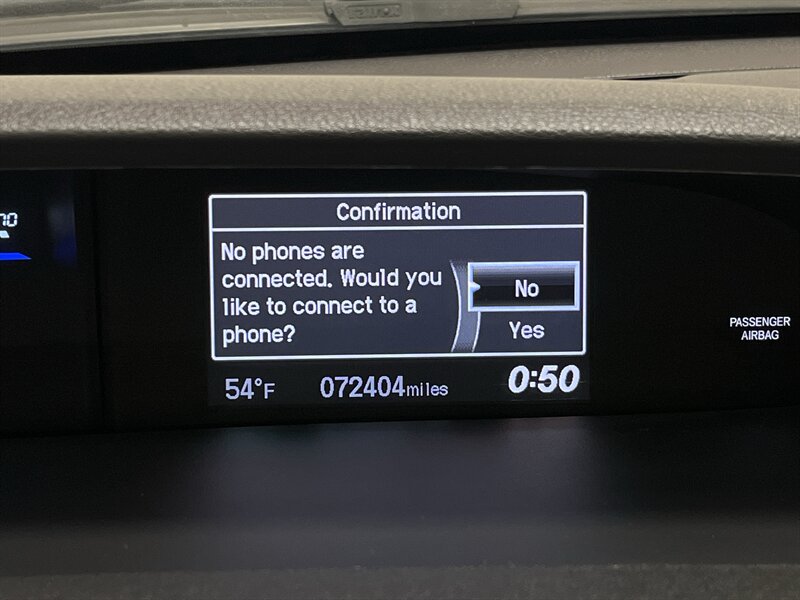 Confirmation
No phones are
connected. Would you
like to connect to a
phone?
No
Yes
70
54°F 072404miles 0:50
PASSENGER
AIRBAG